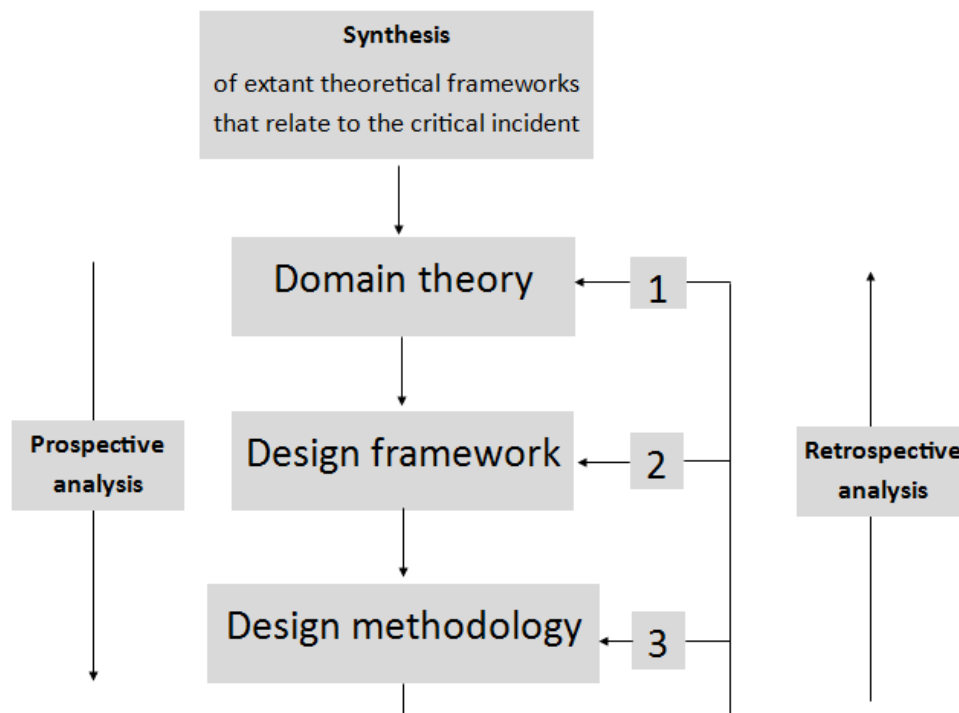 Synthesis
of extant theoretical frameworks
that relate to the critical incident
Domain theory
1
Prospective
analysis
Design framework
2
Retrospective
analysis
Design methodology
3